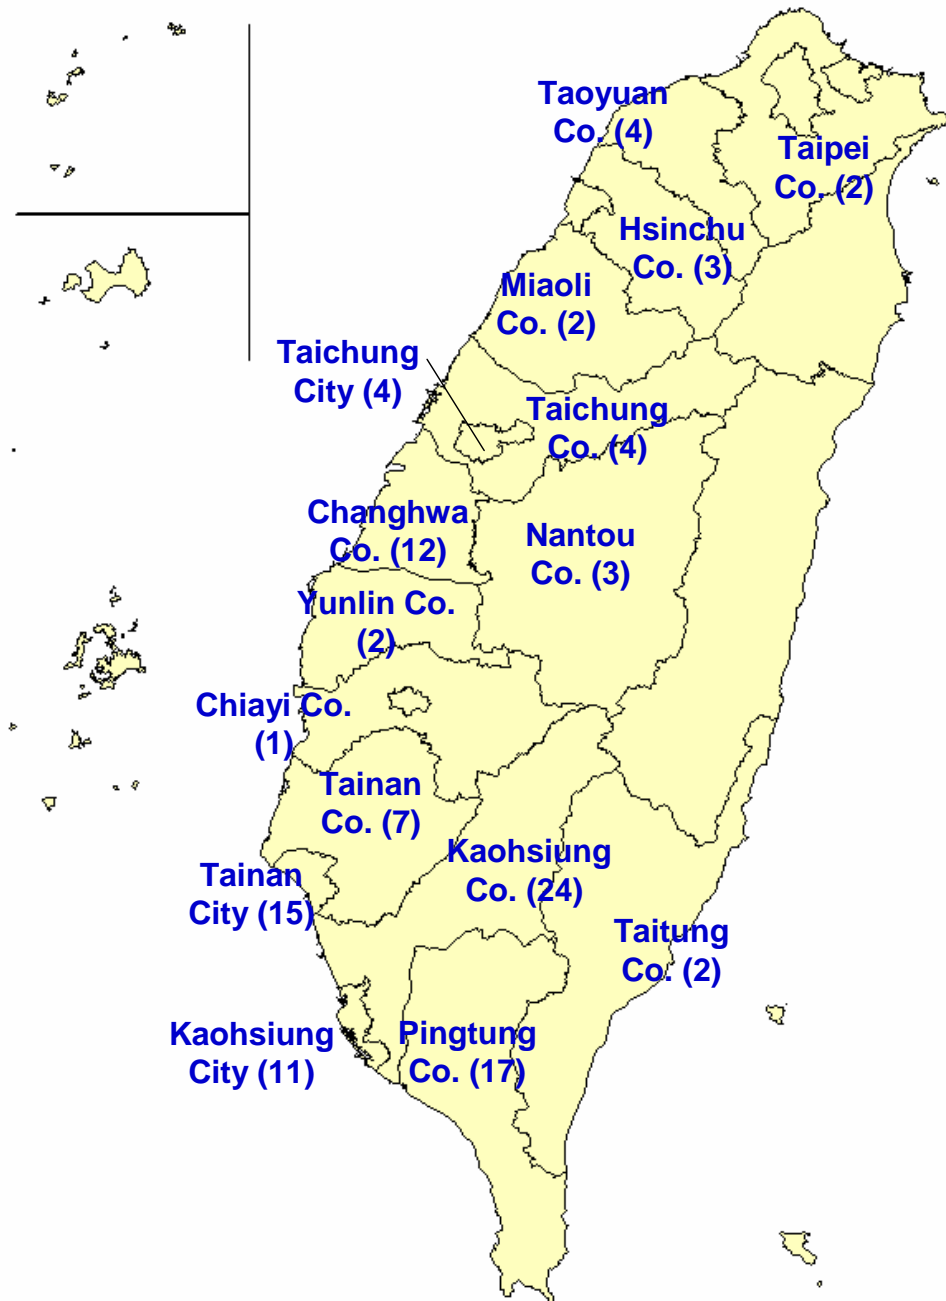 Taoyuan
Co. (4)
Taipei
Co. (2)
Hsinchu
Co. (3)
Miaoli
Co. (2)
Taichung
City (4)
Taichung
Co. (4)
Changhwa
Co. (12)
Nantou
Co. (3)
Yunlin Co.
(2)
Chiayi Co.
(1)
Tainan
Co. (7)
Kaohsiung
Co. (24)
Tainan
City (15)
Taitung
Co. (2)
Kaohsiung
City (11)
Pingtung
Co. (17)